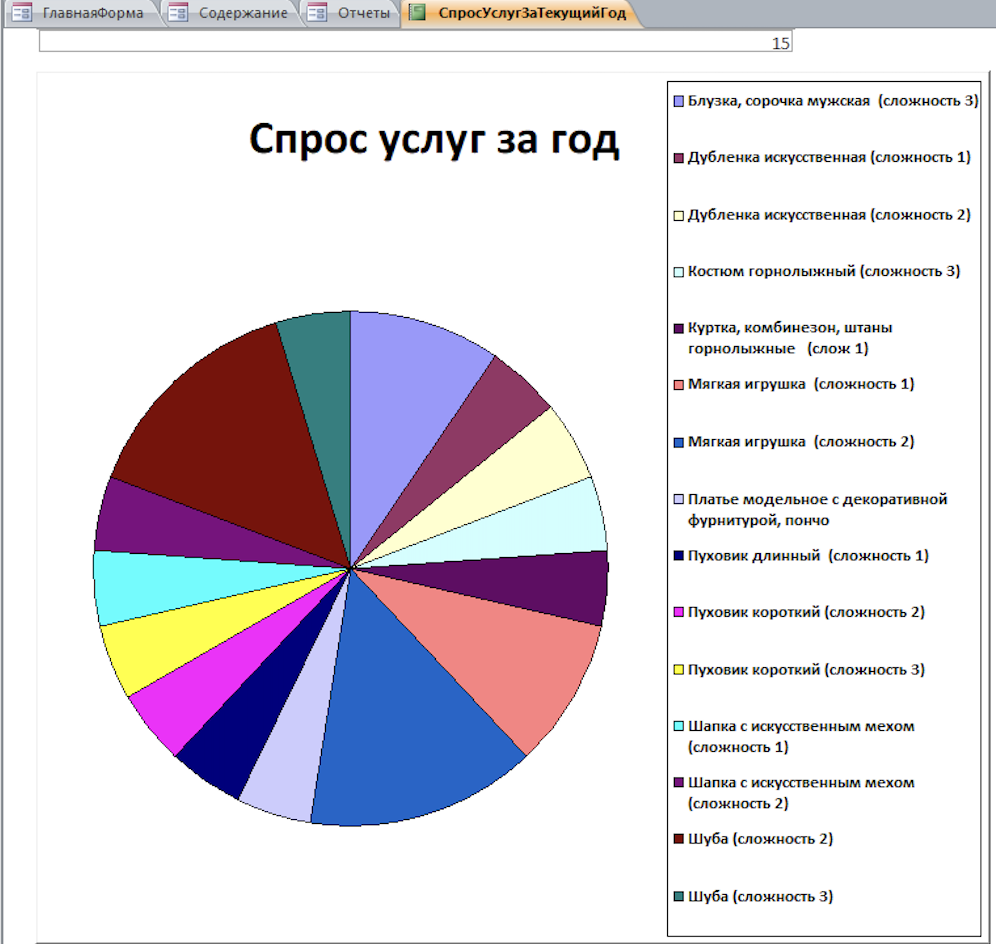 ГлавнаяФорма Содержание Отчеты СпросУслугЗаТекущийГод
15
Спрос услуг за год
Блузка, сорочка мужская (сложность 3)
Дубленка искусственная (сложность 1)
Дубленка искусственная (сложность 2)
Костюм горнолыжный (сложность 3)
Куртка, комбинезон, штаны
горнолыжные (слож 1)
Мягкая игрушка (сложность 1)
Мягкая игрушка (сложность 2)
Платье модельное с декоративной
фурнитурой, пончо
Пуховик длинный (сложность 1)
Пуховик короткий (сложность 2)
Пуховик короткий (сложность 3)
Шапка с искусственным мехом
(сложность 1)
Шапка с искусственным мехом
(сложность 2)
Шуба (сложность 2)
Шуба (сложность 3)